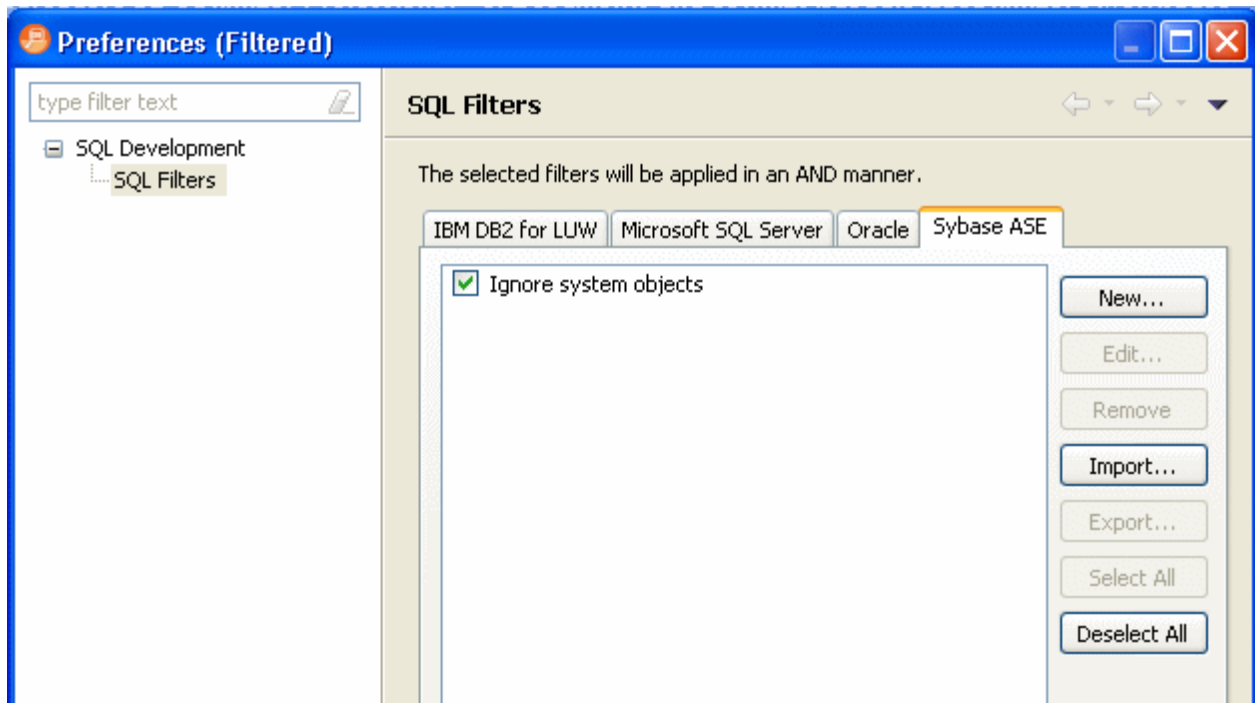 Preferences (Filtered)
type filter text
SQL Development
SQL Filters
SQL Filters
The selected filters will be applied in an AND manner.
IBM DB2 for LUW Microsoft SQL Server Oracle Sybase ASE
Ignore system objects
New...
Edit...
Remove
Import...
Export...
Select All
Deselect All